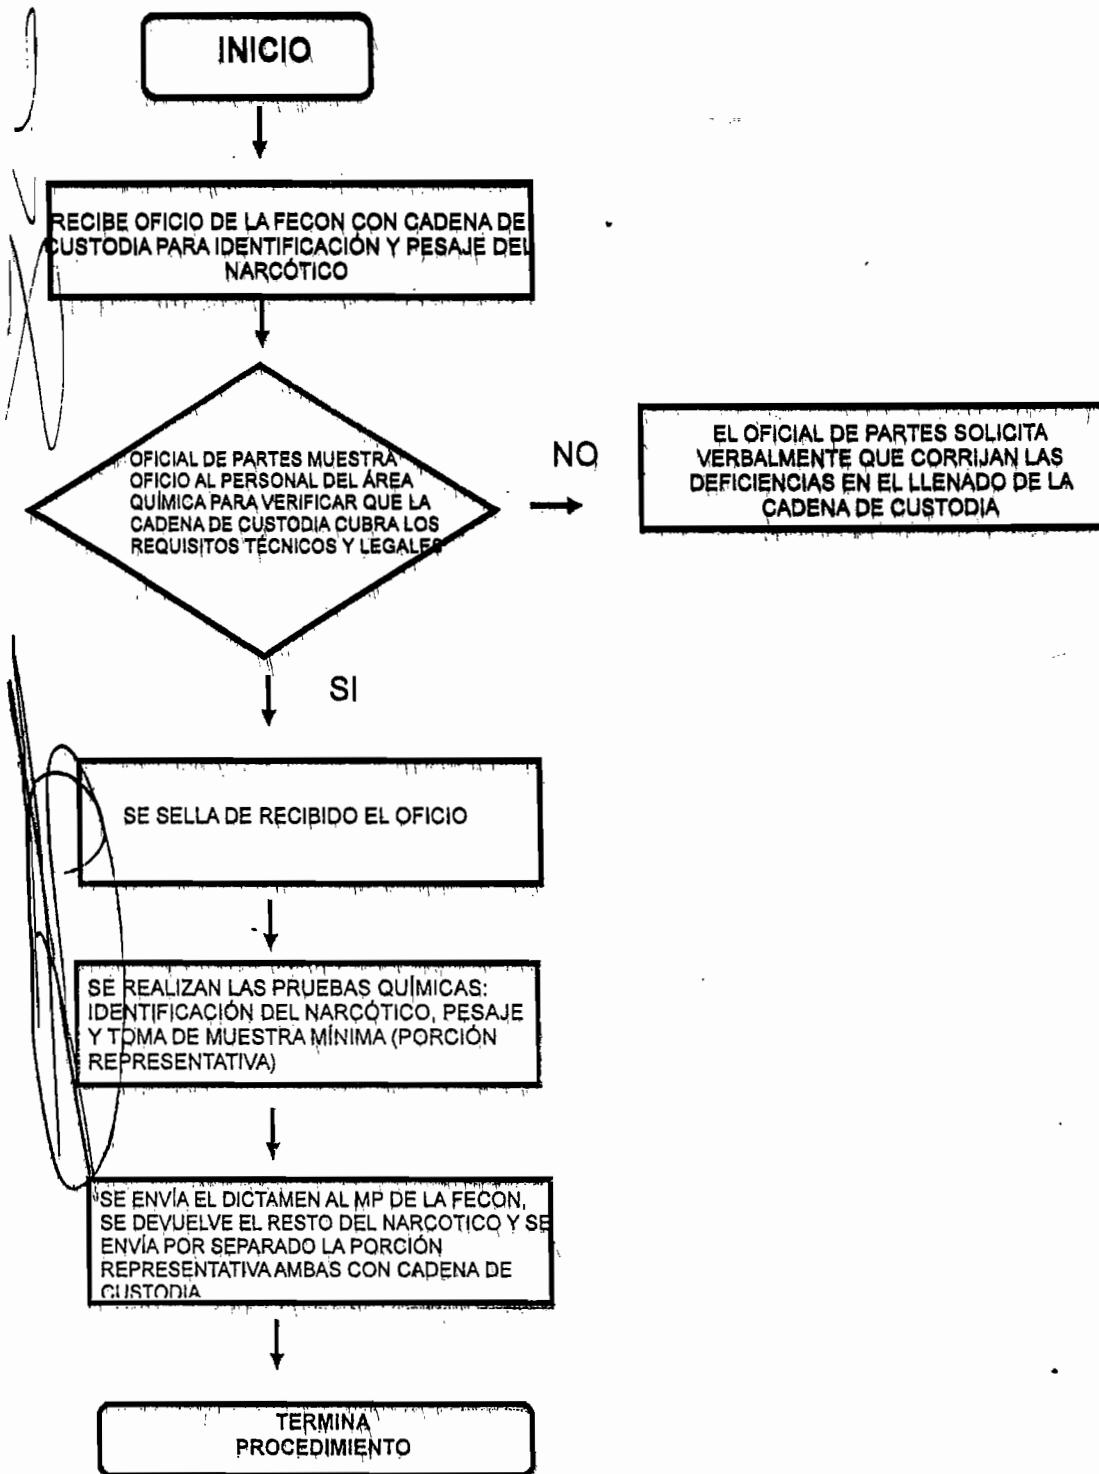 INICIO
RECIBE OFICIO DE LA FECON CON CADENA DE
CUSTODIA PARA IDENTIFICACIÓN Y PESAJE DEL
NARCÓTICO
OFICIAL DE PARTES MUESTRA
OFICIO AL PERSONAL DEL ÁREA
QUÍMICA PARA VERIFICAR QUE LA
CADENA DE CUSTODIA CUBRA LOS
REQUISITOS TÉCNICOS Y LEGALES
NO
EL OFICIAL DE PARTES SOLICITA
VERBALMENTE QUE CORRIJAN LAS
DEFICIENCIAS EN EL LLENADO DE LA
CADENA DE CUSTODIA
SI
SE SELLA DE RECIBIDO EL OFICIO
SE REALIZAN LAS PRUEBAS QUÍMICAS:
IDENTIFICACIÓN DEL NARCÓTICO, PESAJE
Y TOMA DE MUESTRA MÍNIMA (PORCIÓN
REPRESENTATIVA)
SE ENVÍA EL DICTAMEN AL MP DE LA FECON,
SE DEVUELVE EL RESTO DEL NARCOTICO Y SE
ENVÍA POR SEPARADO LA PORCIÓN
REPRESENTATIVA AMBAS CON CADENA DE
CUSTODIA
TERMINA
PROCEDIMIENTO